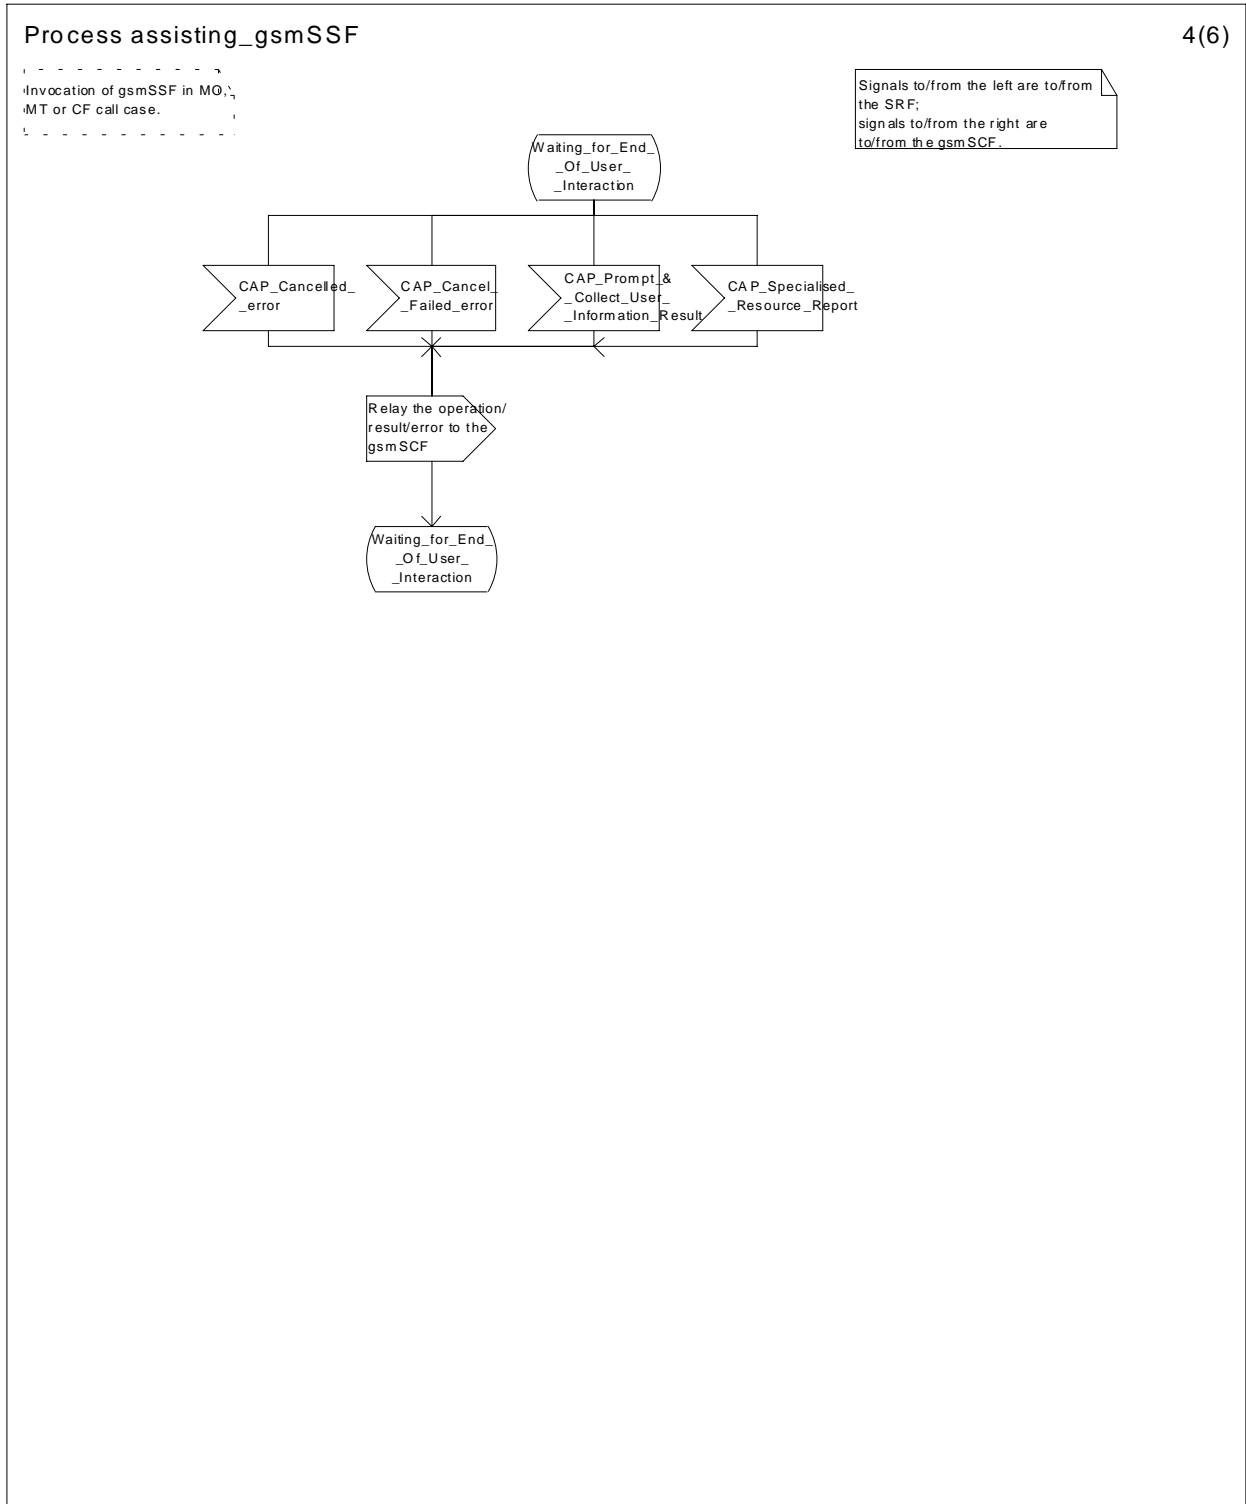 Process assisting_gsmSSF
4(6)
Invocation of gsmSSF in MO,
MT or CF call case.
Signals to/from the left are to/from
the SRF;
signals to/from the right are
to/from the gsmSCF.
Waiting_for_End_
_Of_User_
_Interaction
CAP_Cancelled_
_error
CAP_Cancel_
_Failed_error
CAP_Prompt_&
_Collect_User_
_Information_Result
CAP_Specialised_
_Resource_Report
Relay the operation/
result/error to the
gsmSCF
Waiting_for_End_
_Of_User_
_Interaction